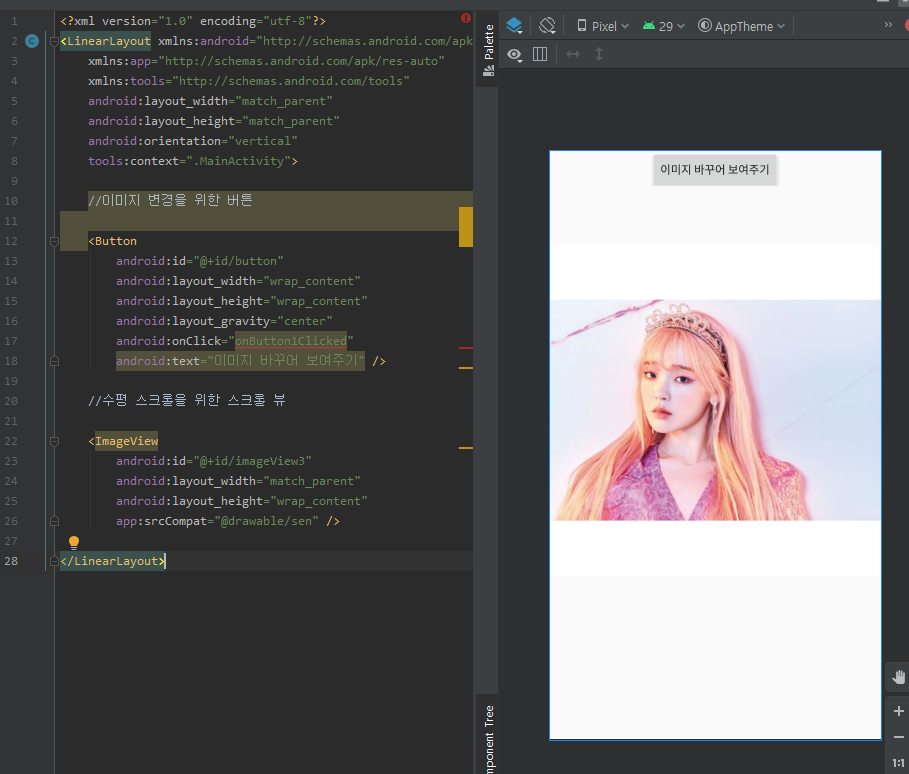 1 <?xml version="1.0" encoding="utf-8"?>
2 <LinearLayout xmlns:android="http://schemas.android.com/apk
3 xmlns:app="http://schemas.android.com/apk/res-auto"
4 xmlns:tools="http://schemas.android.com/tools"
5 android:layout_width="match_parent"
6 android:layout_height="match_parent"
7 android:orientation="vertical"
8 tools:context=".MainActivity">
9
10 //이미지 변경을 위한 버튼
11
12 <Button
13 android:id="@+id/button"
14 android:layout_width="wrap_content"
15 android:layout_height="wrap_content"
16 android:layout_gravity="center"
17 android:onClick="onButton1Clicked"
18 android:text="이미지 바꾸어 보여주기" />
19
20 //수평 스크롤을 위한 스크롤 뷰
21
22 <ImageView
23 android:id="@+id/imageView3"
24 android:layout_width="match_parent"
25 android:layout_height="wrap_content"
26 app:srcCompat="@drawable/sen" />
27
28 </LinearLayout>
C
Palette
Pixel
29
AppTheme
»
이미지 바꾸어 보여주기
mponent Tree
+
−
1:1